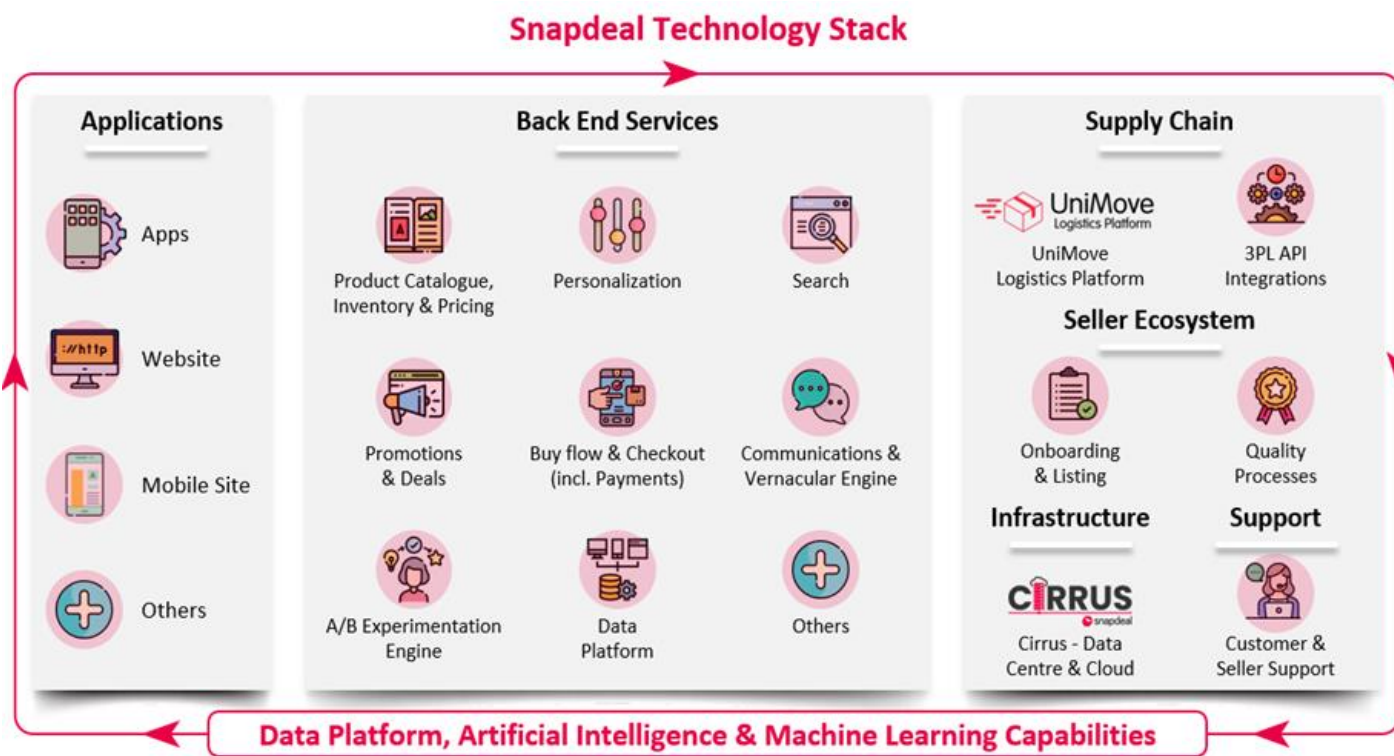 Snapdeal Technology Stack
Applications
Apps
://http
Website
Mobile Site
Others
Back End Services
Product Catalogue,
Inventory & Pricing
Personalization
Search
Promotions
& Deals
Buy flow & Checkout
(incl. Payments)
Communications &
Vernacular Engine
A/B Experimentation
Engine
Data
Platform
Others
Supply Chain
UniMove
Logistics Platform
UniMove
Logistics Platform
3PL API
Integrations
Seller Ecosystem
Onboarding
& Listing
Quality
Processes
Infrastructure
CIRRUS
snapdeal
Cirrus - Data
Centre & Cloud
Support
Customer &
Seller Support
Data Platform, Artificial Intelligence & Machine Learning Capabilities